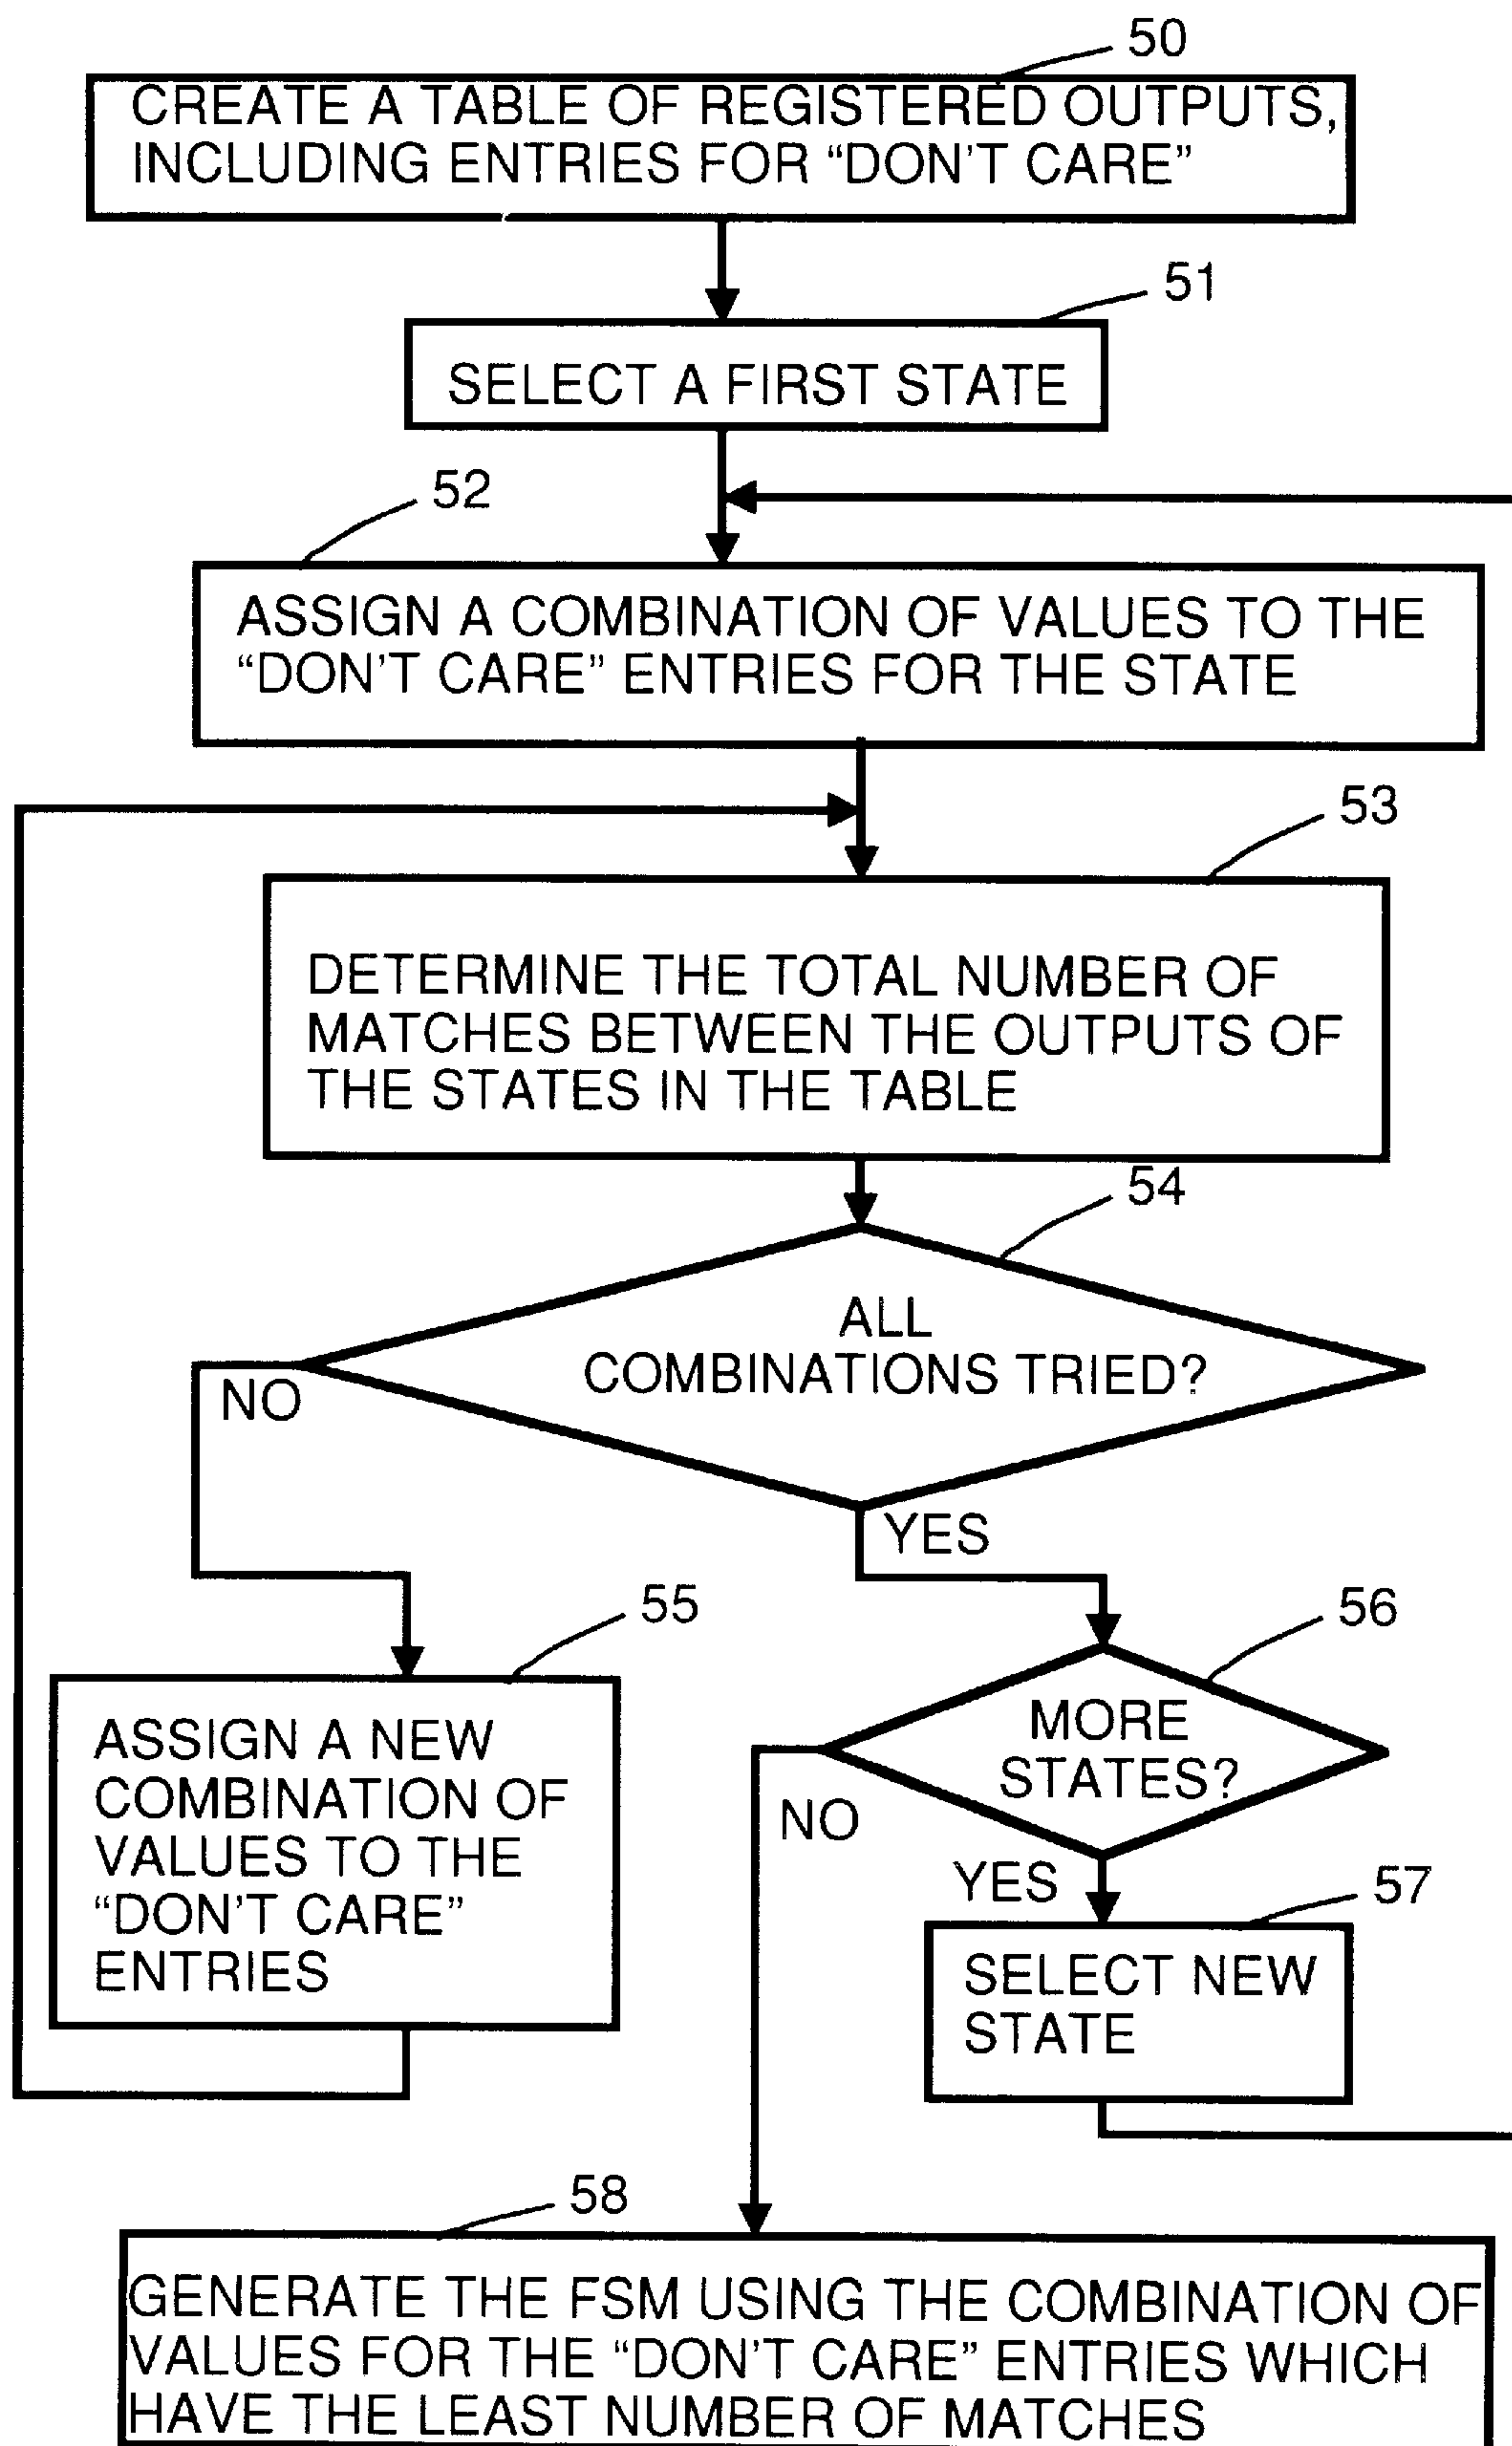 50
CREATE A TABLE OF REGISTERED OUTPUTS,
INCLUDING ENTRIES FOR “DON'T CARE”
51
SELECT A FIRST STATE
52
ASSIGN A COMBINATION OF VALUES TO THE
“DON'T CARE” ENTRIES FOR THE STATE
53
DETERMINE THE TOTAL NUMBER OF
MATCHES BETWEEN THE OUTPUTS OF
THE STATES IN THE TABLE
54
ALL
COMBINATIONS TRIED?
NO
YES
55
ASSIGN A NEW
COMBINATION OF
VALUES TO THE
“DON'T CARE”
ENTRIES
56
MORE
STATES?
NO
YES
57
SELECT NEW
STATE
58
GENERATE THE FSM USING THE COMBINATION OF
VALUES FOR THE “DON'T CARE” ENTRIES WHICH
HAVE THE LEAST NUMBER OF MATCHES